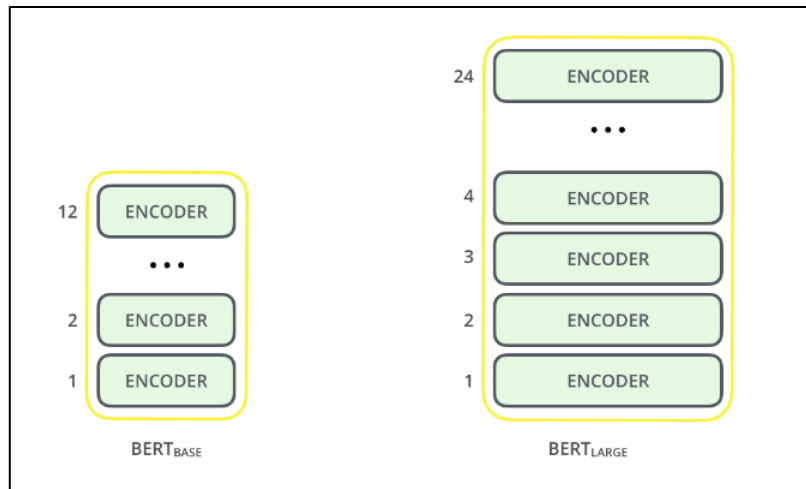 24 ENCODER
...
12 ENCODER
4 ENCODER
...
3 ENCODER
2 ENCODER
2 ENCODER
1 ENCODER
1 ENCODER
BERTBASE
BERTLARGE